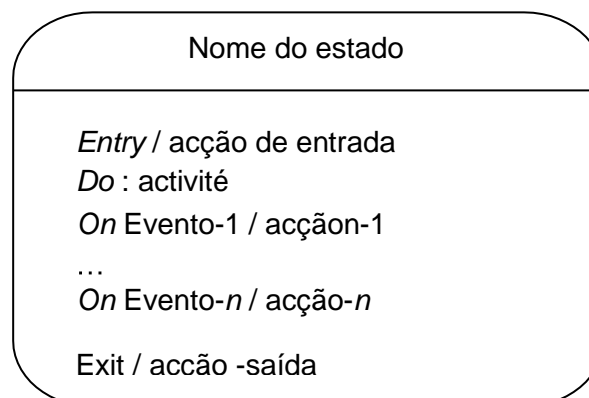 Nome do estado
Entry / acção de entrada
Do : activité
On Evento-1 / acçãon-1
…
On Evento-n / acção-n
Exit / accão -saída